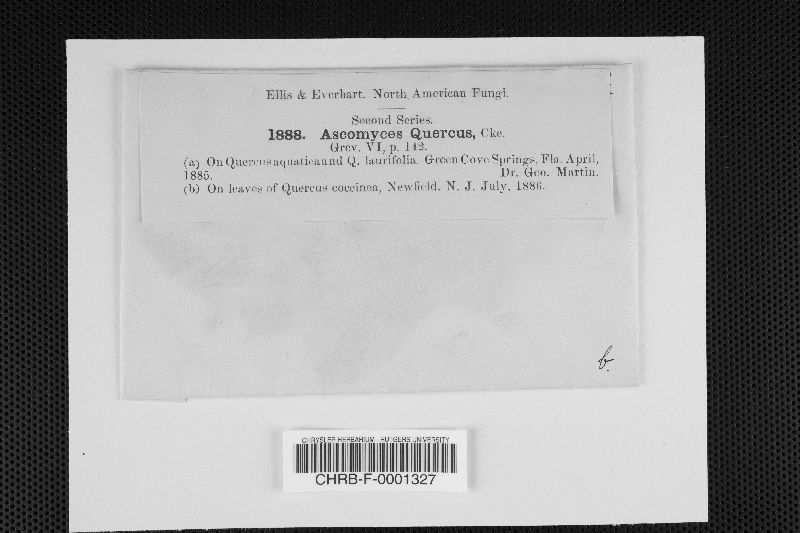 Ellis & Everhart. North American Fungi.
Second Series.
1888. Ascomyces Quercus, Cke.
Grev. VI, p. 142.
(a) On Quercus aquatica and Q. laurifolia. Green Cove Springs, Fla. April,
1885. Dr. Geo. Martin.
(b) On leaves of Quercus coccinea, Newfield, N. J. July, 1886.
b.
CHRYSLER HERBARIUM - RUTGERS UNIVERSITY
CHRB-F-0001327